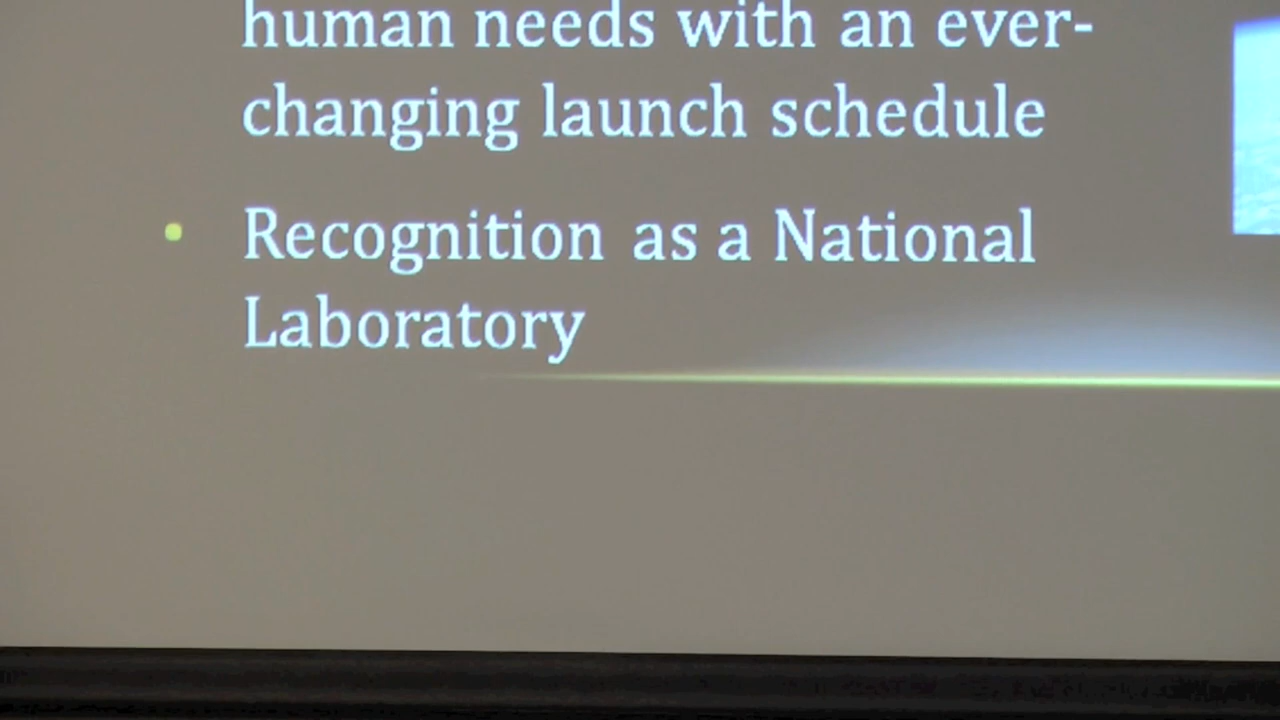 human needs with an ever-
changing launch schedule
Recognition as a National
Laboratory